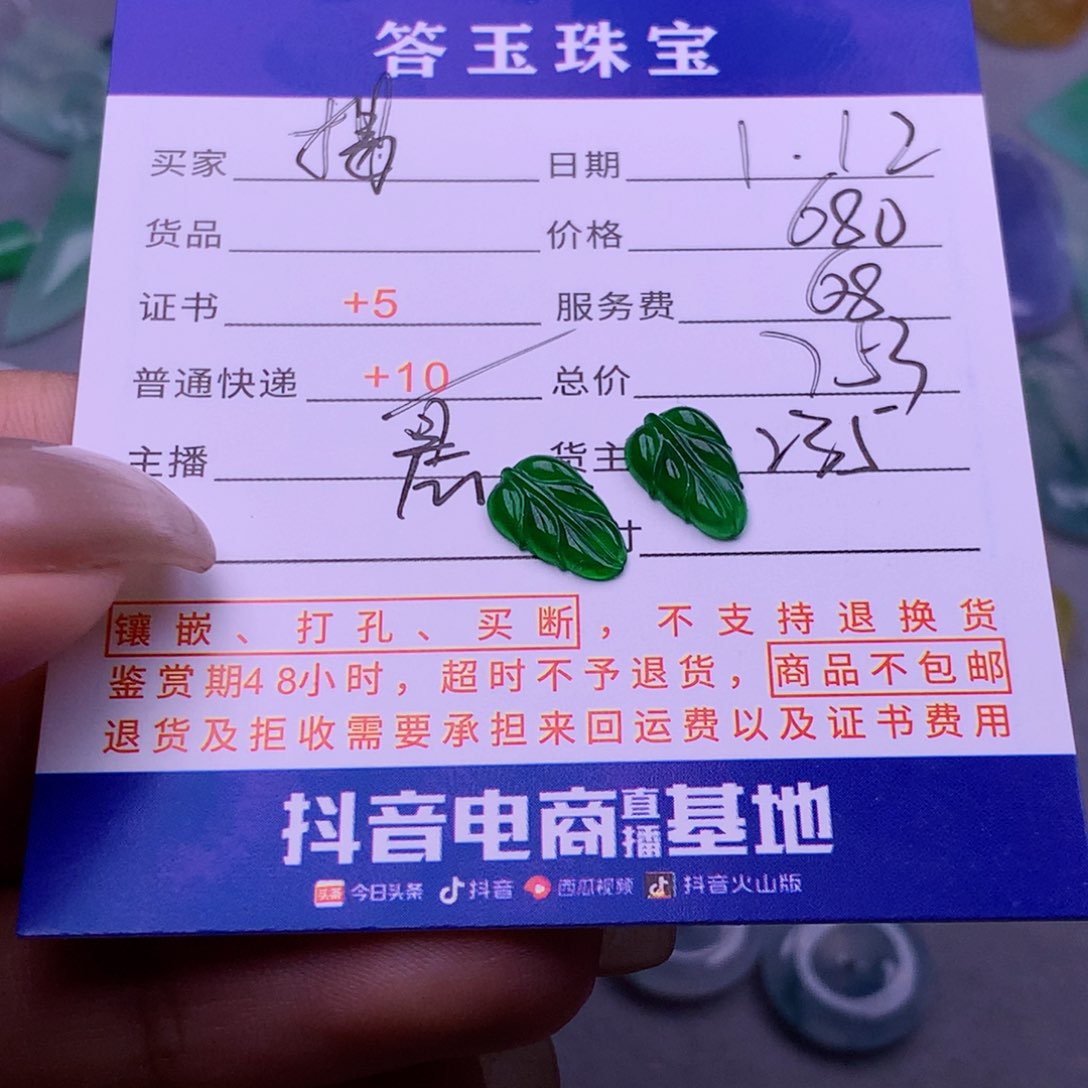 答玉珠宝
买家 日期 1.12
货品 价格 680
证书 +5 服务费 68
普通快递 +10 总价 753
主播 货主 235
镶嵌、打孔、买断，不支持退换货
鉴赏期48小时，超时不予退货，商品不包邮
退货及拒收需要承担来回运费以及证书费用
抖音电商直播基地
头条 今日头条 抖音 西瓜视频 抖音火山版